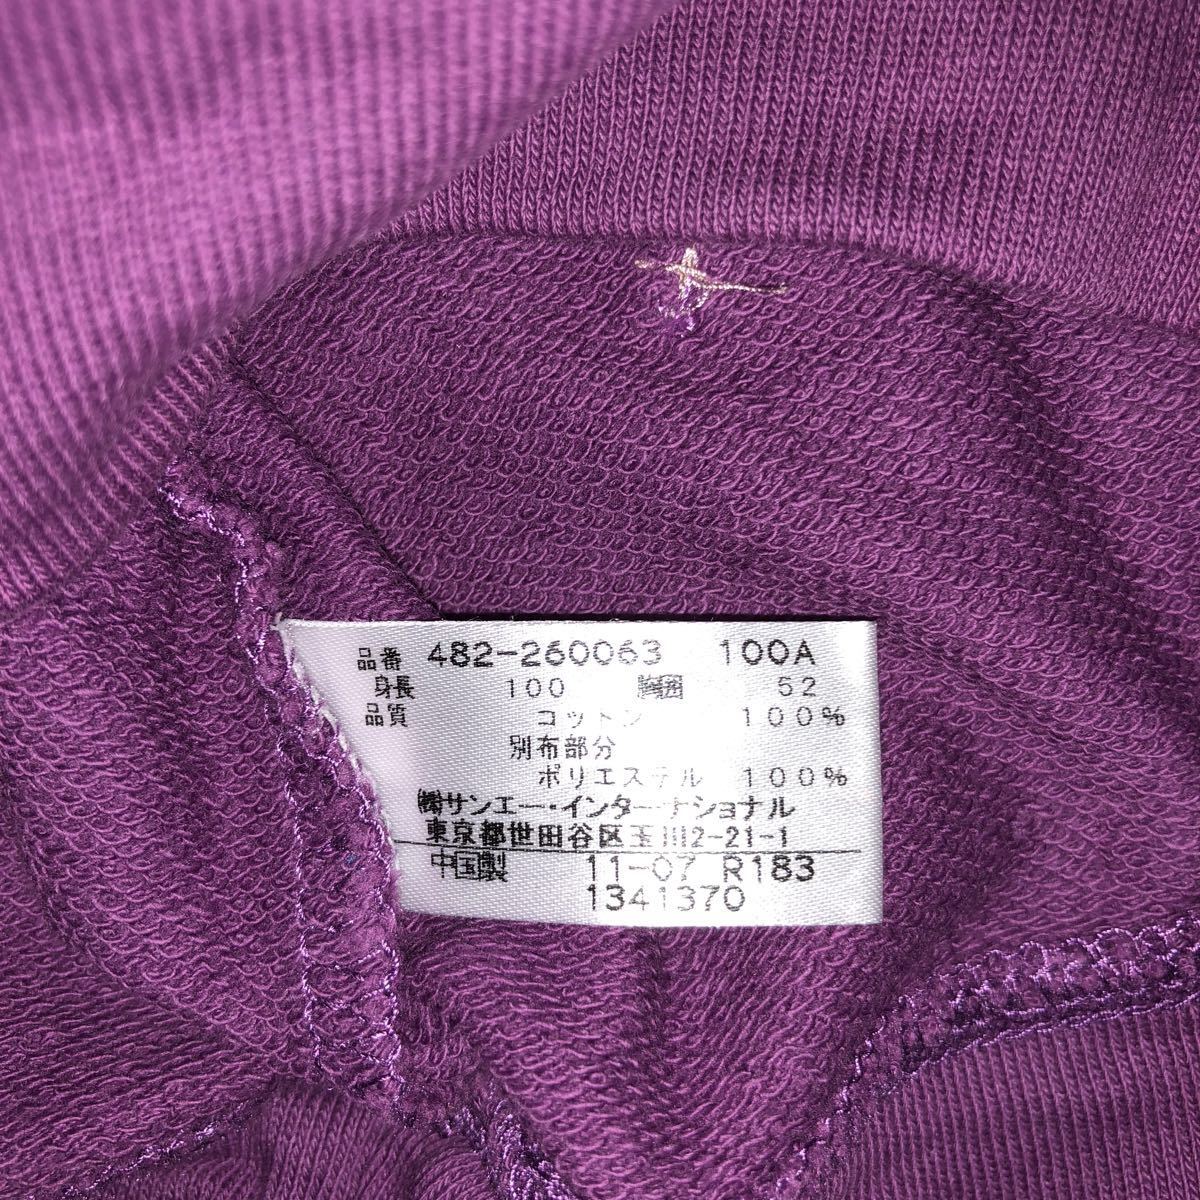 品番 482-260063 100A
身長 100 胸囲 52
品質 コットン 100%
別布部分
ポリエステル 100%
㈱サンエー・インターナショナル
東京都世田谷区玉川2-21-1
中国製 11-07 R183
1341370